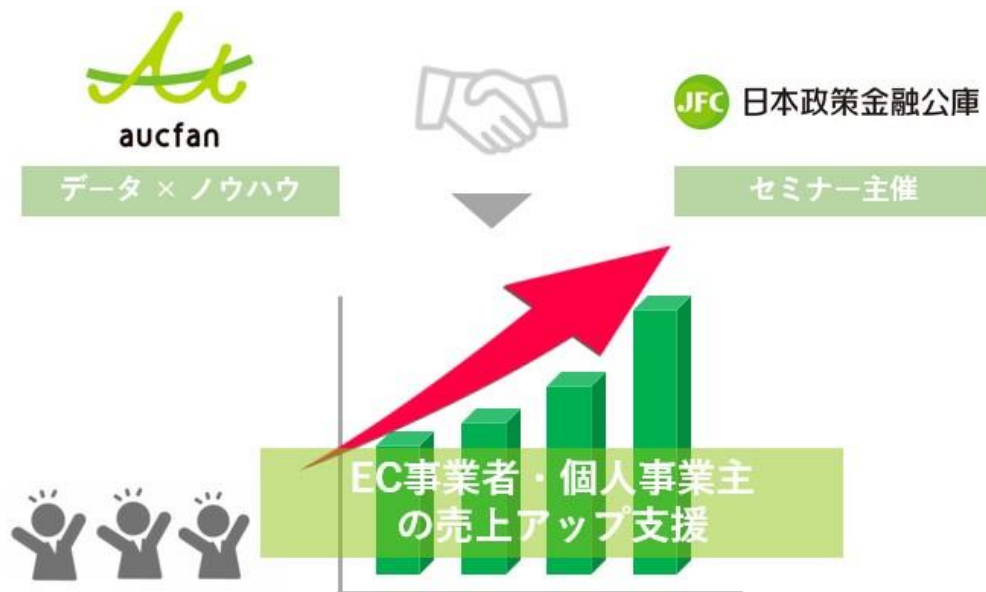 aucfan
JFC 日本政策金融公庫
データ × ノウハウ
セミナー主催
EC事業者・個人事業主
の売上アップ支援